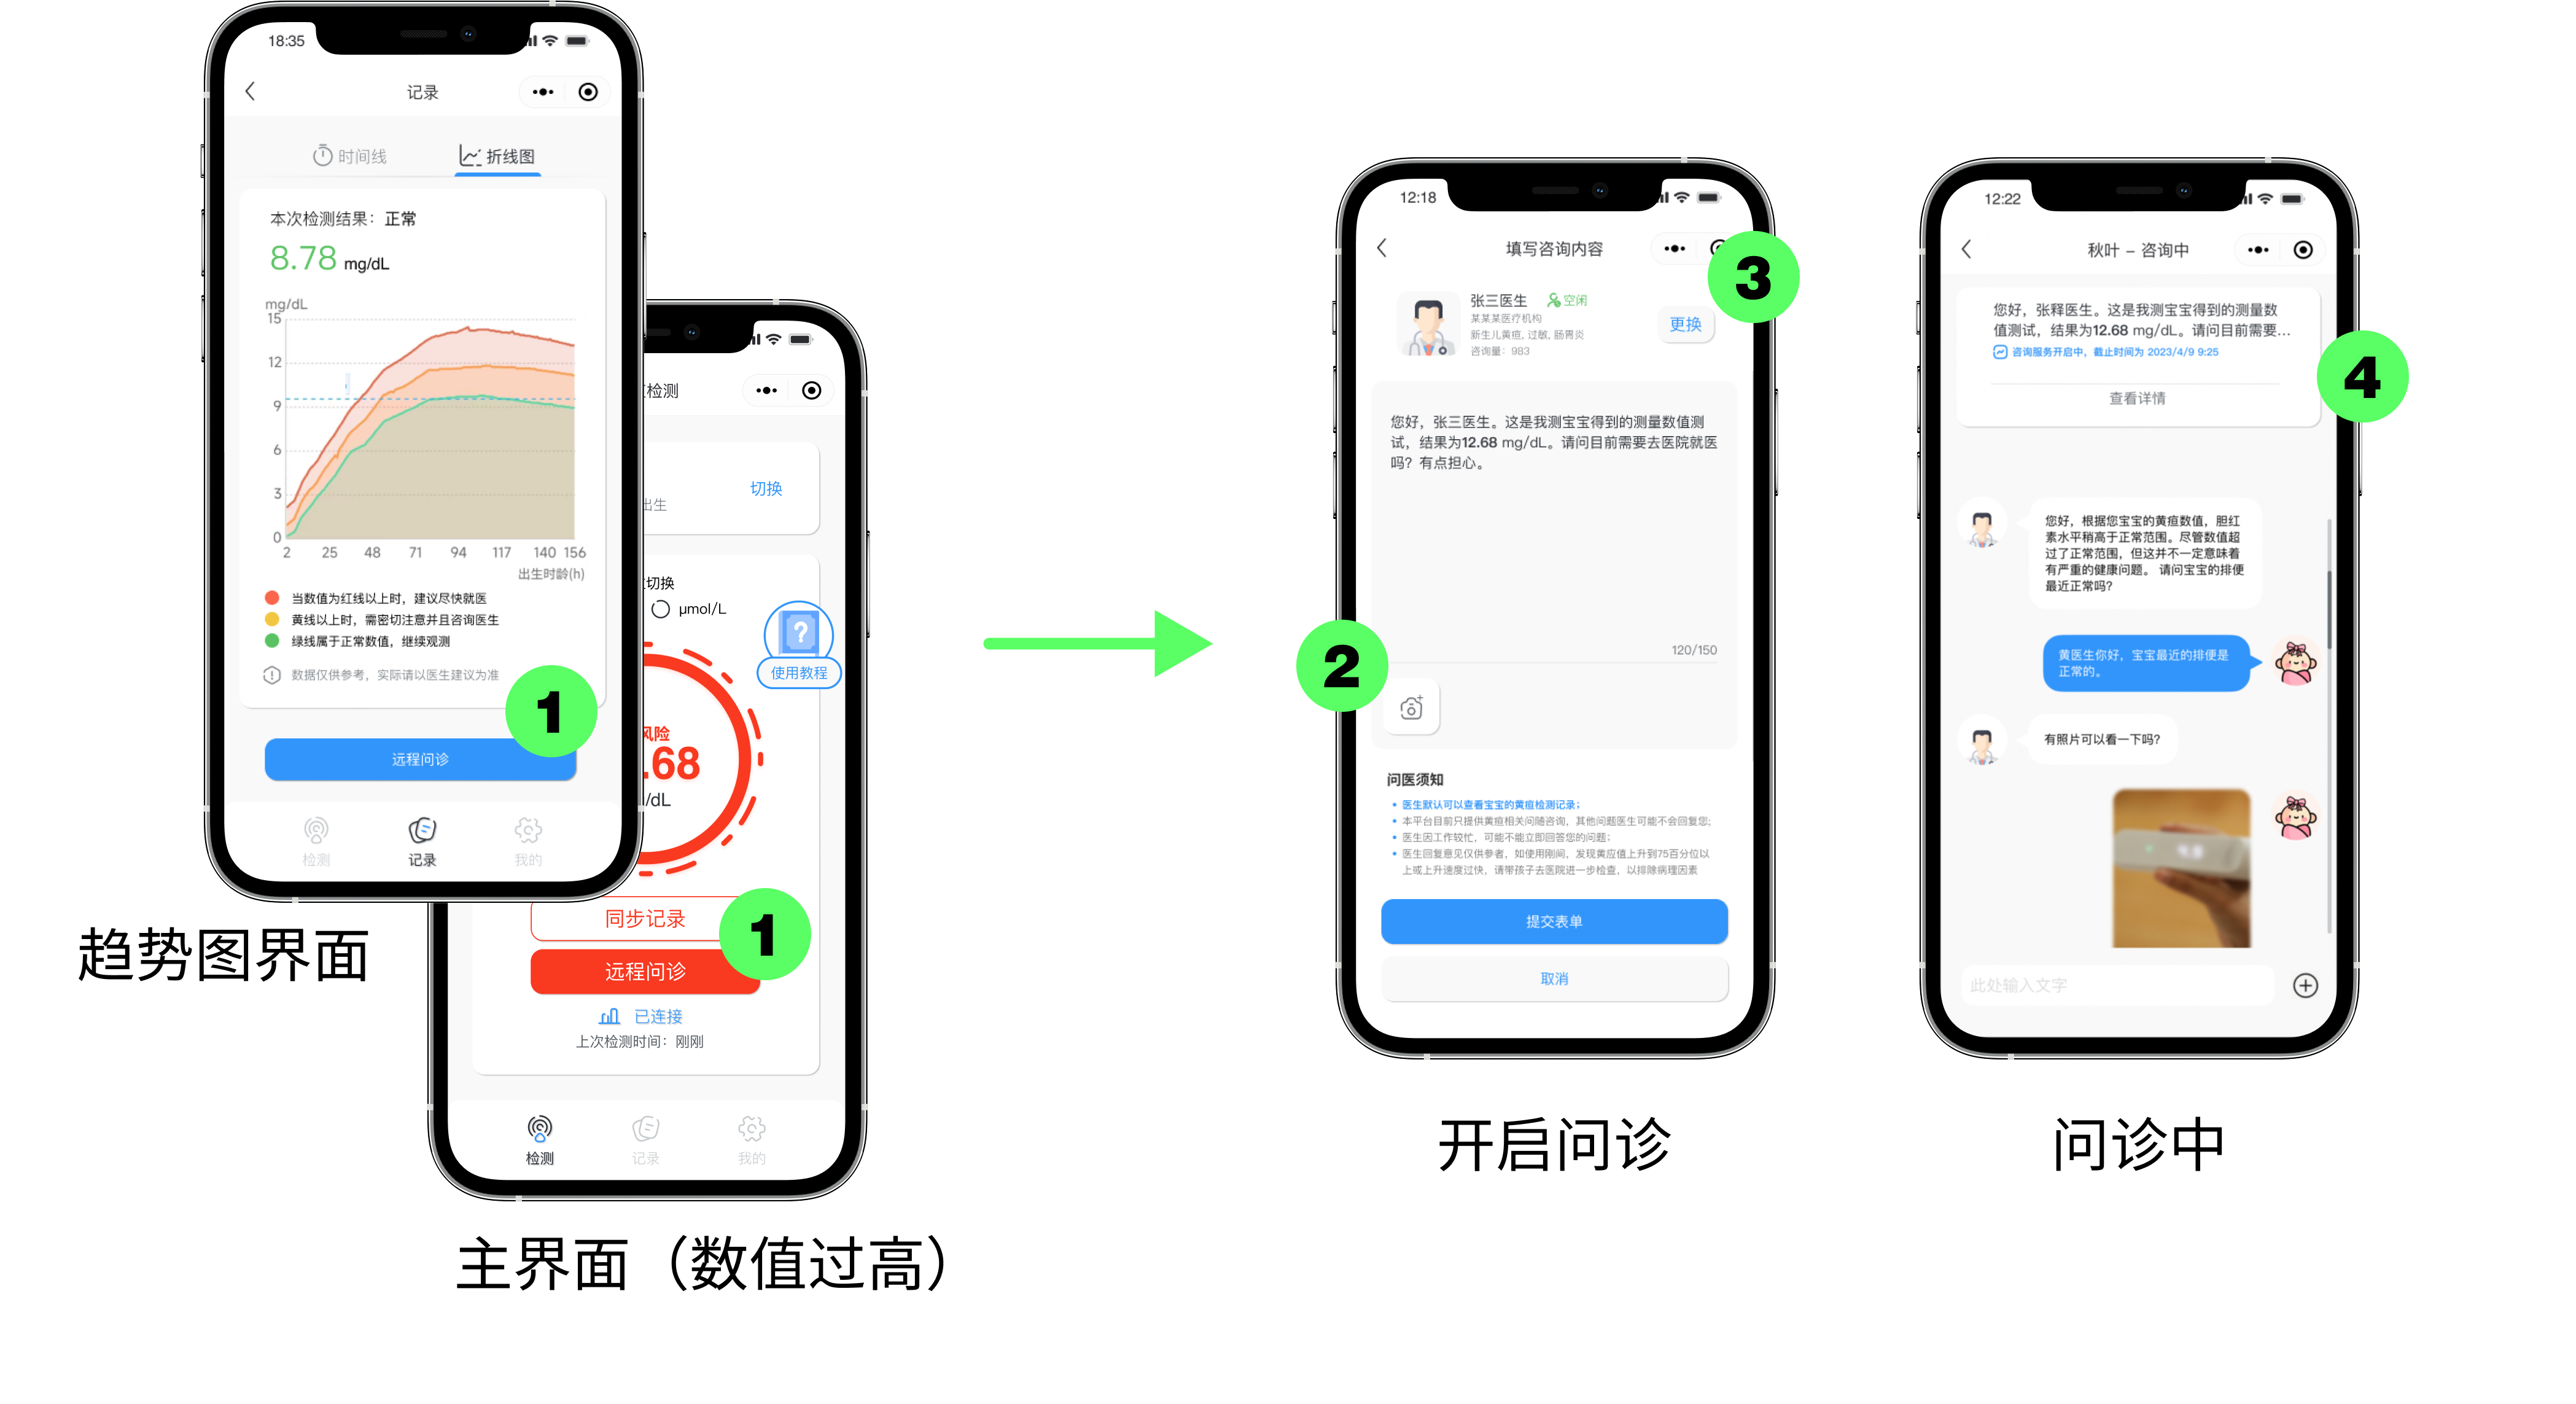 18:35
记录
时间线
折线图
本次检测结果：正常
8.78 mg/dL
mg/dL
15
12
9
6
3
0
2 25 48 71 94 117 140 156
出生时龄(h)
当数值为红线以上时，建议尽快就医
黄线以上时，需密切注意并且咨询医生
绿线属于正常数值，继续观测
数据仅供参考，实际请以医生建议为准
1
远程问诊
检测
记录
我的
趋势图界面
检测
切换
出生
切换
μmol/L
使用教程
风险
.68
/dL
同步记录
1
远程问诊
已连接
上次检测时间：刚刚
检测
记录
我的
主界面（数值过高）
12:18
填写咨询内容
3
张三医生
空闲
某某某医疗机构
新生儿黄疸, 过敏, 肠胃炎
咨询量：983
更换
您好，张三医生。这是我测宝宝得到的测量数值测
试，结果为12.68 mg/dL。请问目前需要去医院就医
吗？有点担心。
120/150
2
问医须知
医生默认可以查看宝宝的黄疸检测记录；
本平台目前只提供黄疸相关问随咨询，其他问题医生可能不会回复您；
医生因工作较忙，可能不能立即回答您的问题；
医生回复意见仅供参者，如使用刚间，发现黄应值上升到75百分位以
上或上升速度过快，请带孩子去医院进一步检查，以排除病理因素
提交表单
取消
开启问诊
12:22
秋叶 – 咨询中
您好，张释医生。这是我测宝宝得到的测量数
值测试，结果为12.68 mg/dL。请问目前需要...
咨询服务开启中，截止时间为 2023/4/9 9:25
查看详情
4
您好，根据您宝宝的黄疸数值，胆红
素水平稍高于正常范围。尽管数值超
过了正常范围，但这并不一定意味着
有严重的健康问题。 请问宝宝的排便
最近正常吗？
黄医生你好，宝宝最近的排便是
正常的。
有照片可以看一下吗？
此处输入文字
问诊中